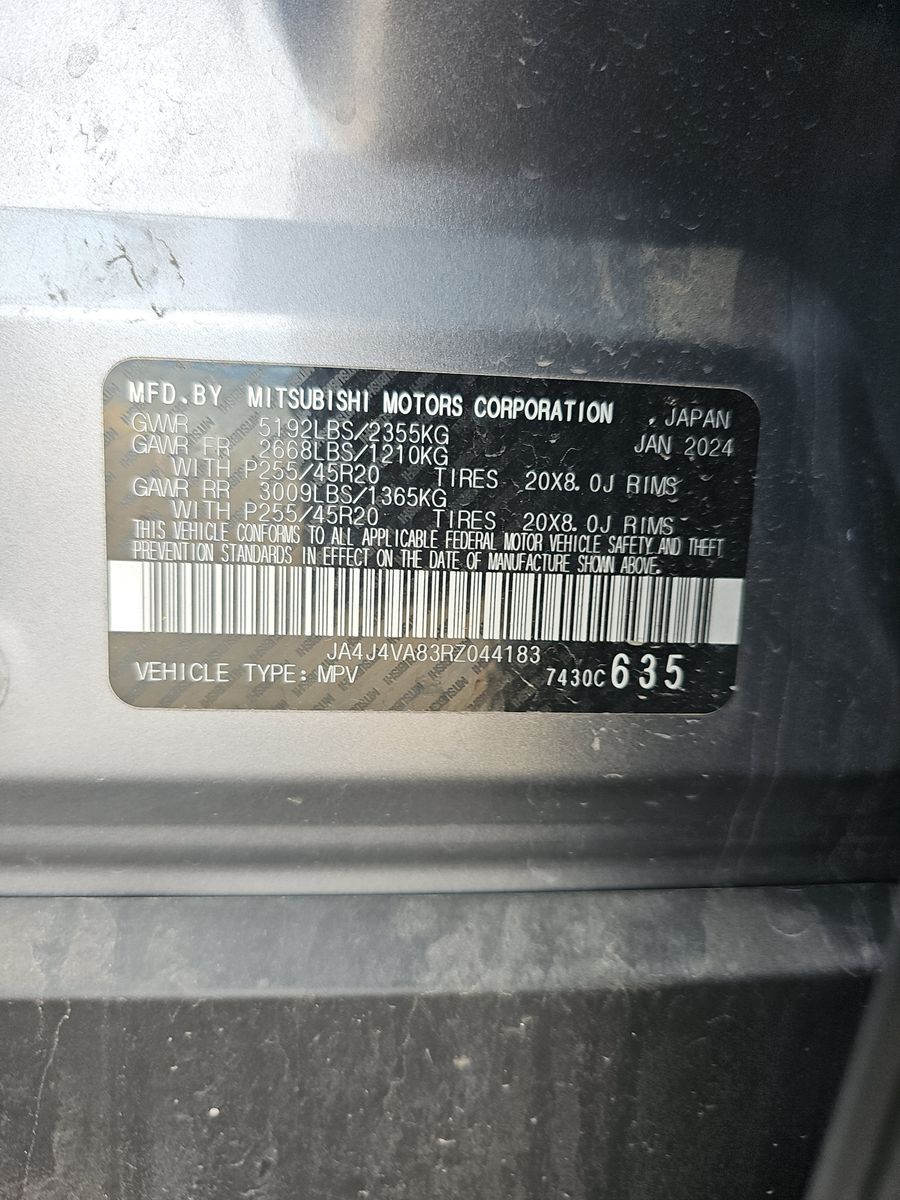 MFD.BY MITSUBISHI MOTORS CORPORATION , JAPAN
GVWR 5192LBS/2355KG JAN 2024
GAWR FR 2668LBS/1210KG
WITH P255/45R20 TIRES 20X8.0J RIMS
GAWR RR 3009LBS/1365KG
WITH P255/45R20 TIRES 20X8.0J RIMS
THIS VEHICLE CONFORMS TO ALL APPLICABLE FEDERAL MOTOR VEHICLE SAFETY AND THEFT
PREVENTION STANDARDS IN EFFECT ON THE DATE OF MANUFACTURE SHOWN ABOVE.
JA4J4VA83RZ044183
VEHICLE TYPE: MPV 7430C 635